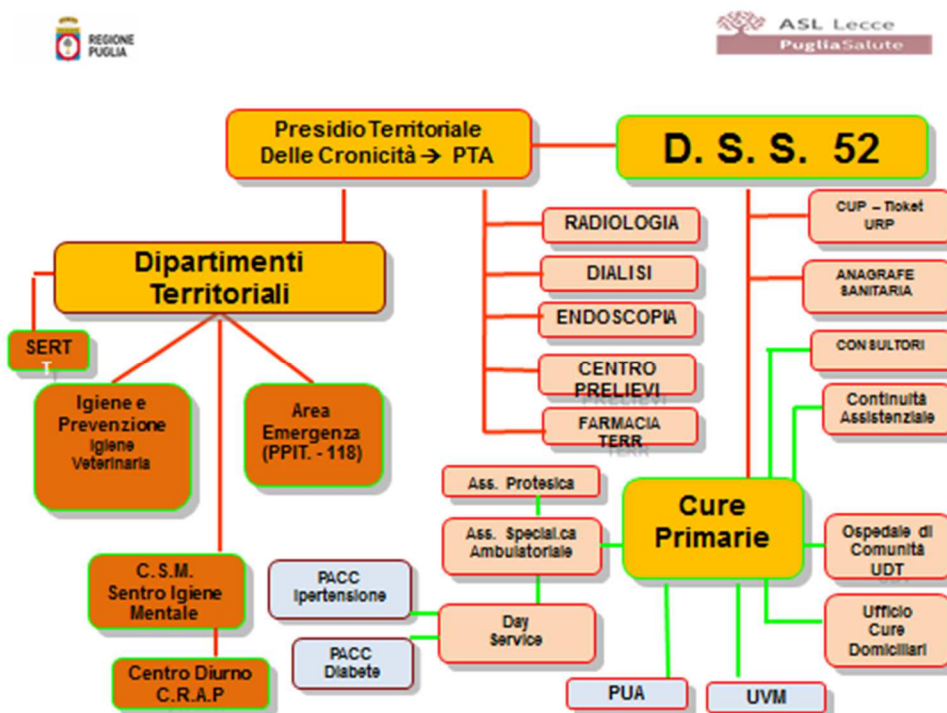 REGIONE
PUGLIA
ASL Lecce
PugliaSalute
Presidio Territoriale
Delle Cronicità → PTA
D. S. S. 52
Dipartimenti
Territoriali
SERT
T
Igiene e
Prevenzione
Igiene
Veterinaria
Area
Emergenza
(PPIT. - 118)
C.S.M.
Sentro Igiene
Mentale
Centro Diurno
C.R.A.P
RADIOLOGIA
DIALISI
ENDOSCOPIA
CENTRO
PRELIEVI
FARMACIA
TERR
CUP – Ticket
URP
ANAGRAFE
SANITARIA
CONSULTORI
Continuità
Assistenziale
Cure
Primarie
Ass. Protesica
Ass. Special.ca
Ambulatoriale
Day
Service
PACC
Ipertensione
PACC
Diabete
Ospedale di
Comunità
UDT
Ufficio
Cure
Domiciliari
PUA
UVM